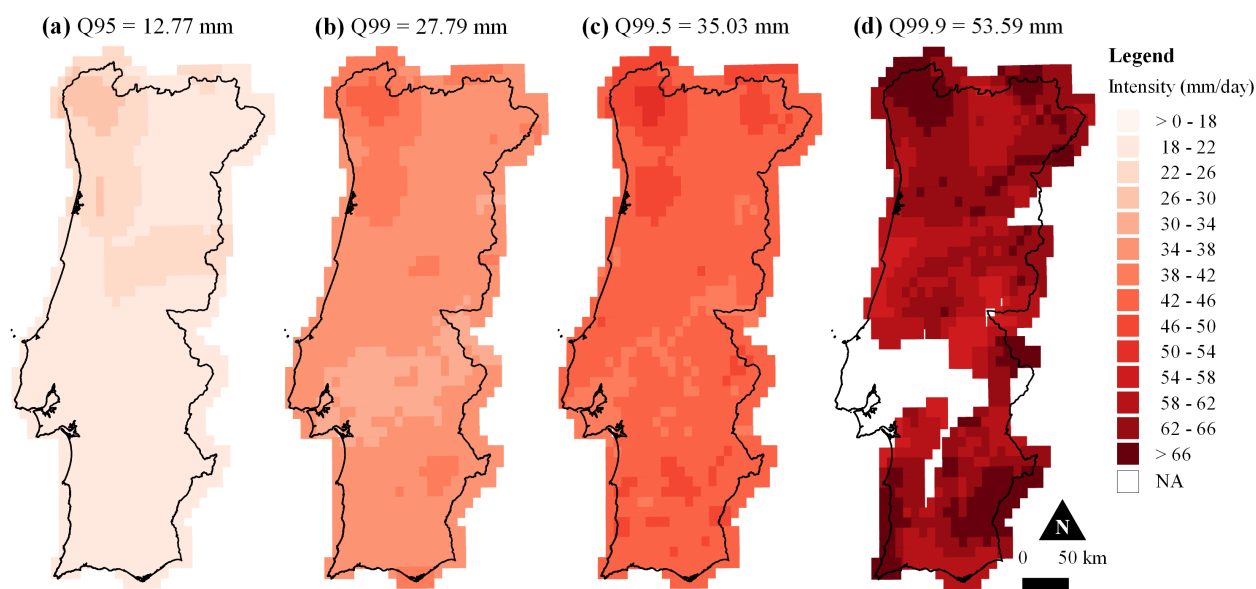 (a) Q95 = 12.77 mm
(b) Q99 = 27.79 mm
(c) Q99.5 = 35.03 mm
(d) Q99.9 = 53.59 mm
Legend
Intensity (mm/day)
> 0 - 18
18 - 22
22 - 26
26 - 30
30 - 34
34 - 38
38 - 42
42 - 46
46 - 50
50 - 54
54 - 58
58 - 62
62 - 66
> 66
NA
N
0 50 km